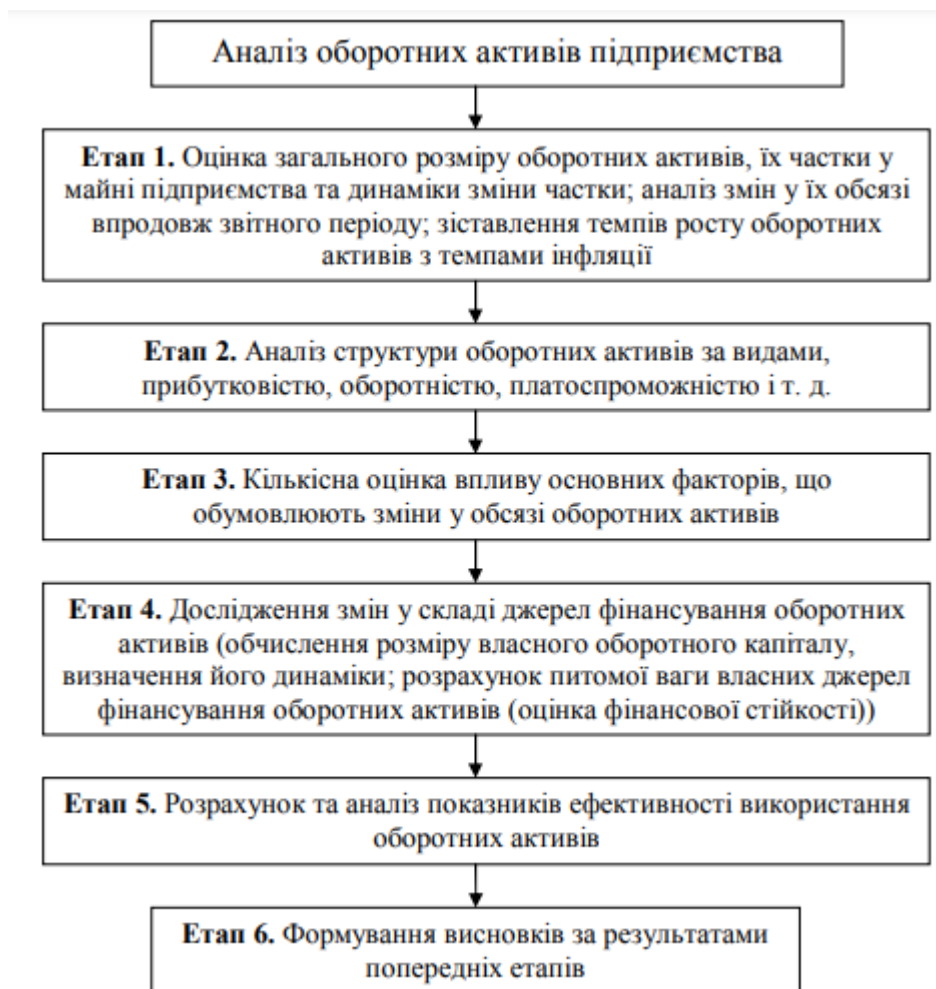 Аналіз оборотних активів підприємства
Етап 1. Оцінка загального розміру оборотних активів, їх частки у
майні підприємства та динаміки зміни частки; аналіз змін у їх обсязі
впродовж звітного періоду; зіставлення темпів росту оборотних
активів з темпами інфляції
Етап 2. Аналіз структури оборотних активів за видами,
прибутковістю, оборотністю, платоспроможністю і т. д.
Етап 3. Кількісна оцінка впливу основних факторів, що
обумовлюють зміни у обсязі оборотних активів
Етап 4. Дослідження змін у складі джерел фінансування оборотних
активів (обчислення розміру власного оборотного капіталу,
визначення його динаміки; розрахунок питомої ваги власних джерел
фінансування оборотних активів (оцінка фінансової стійкості))
Етап 5. Розрахунок та аналіз показників ефективності використання
оборотних активів
Етап 6. Формування висновків за результатами
попередніх етапів